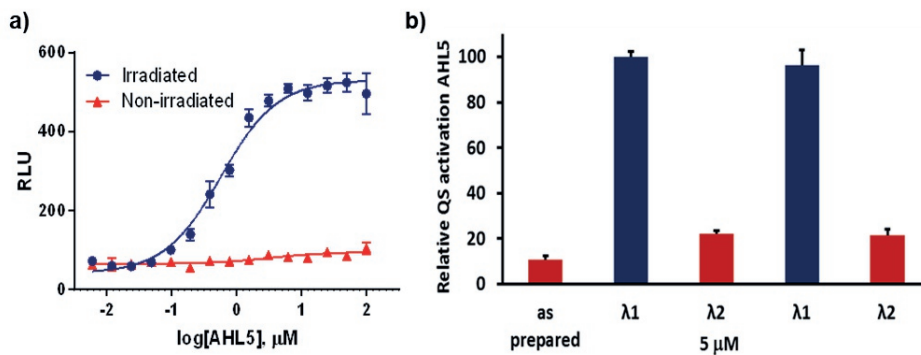 a)
600
400
200
0
RLU
Irradiated
Non-irradiated
-2 -1 0 1 2
log[AHL5], μM
b)
100
80
60
40
20
0
Relative QS activation AHL5
as prepared
λ1 λ2 λ1 λ2
5 μM